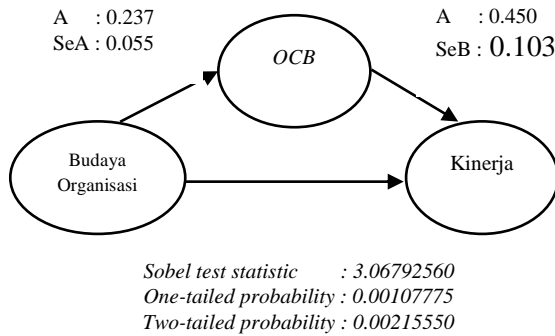 A : 0.237
SeA : 0.055
A : 0.450
SeB : 0.103
OCB
Budaya
Organisasi
Kinerja
Sobel test statistic : 3.06792560
One-tailed probability : 0.00107775
Two-tailed probability : 0.00215550